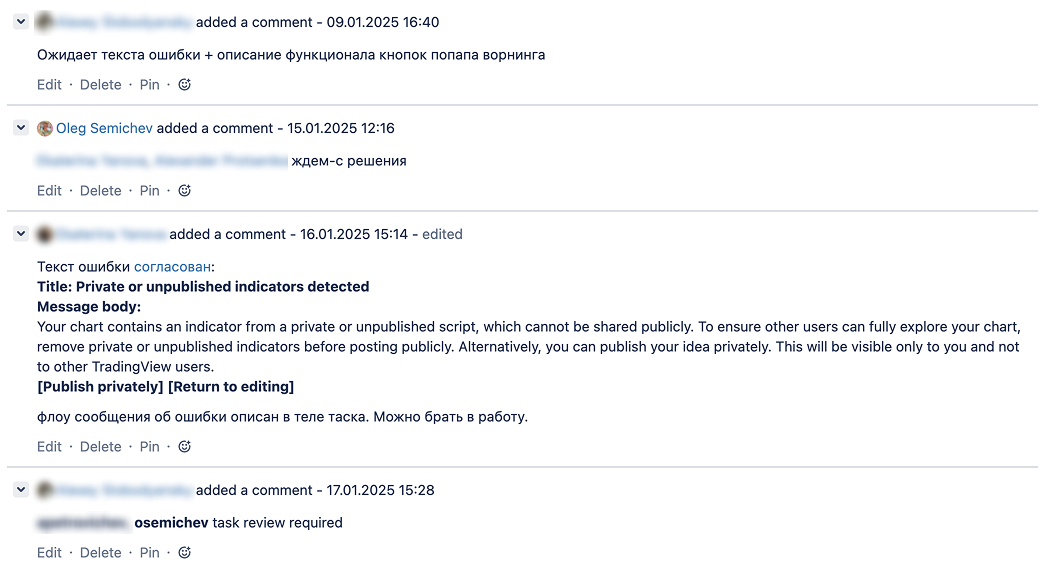 added a comment - 09.01.2025 16:40
Ожидает текста ошибки + описание функционала кнопок попапа ворнинга
Edit · Delete · Pin ·
Oleg Semichev added a comment - 15.01.2025 12:16
ждем-с решения
Edit · Delete · Pin ·
added a comment - 16.01.2025 15:14 - edited
Текст ошибки согласован:
Title: Private or unpublished indicators detected
Message body:
Your chart contains an indicator from a private or unpublished script, which cannot be shared publicly. To ensure other users can fully explore your chart,
remove private or unpublished indicators before posting publicly. Alternatively, you can publish your idea privately. This will be visible only to you and not
to other TradingView users.
[Publish privately] [Return to editing]
флоу сообщения об ошибки описан в теле таска. Можно брать в работу.
Edit · Delete · Pin ·
added a comment - 17.01.2025 15:28
osemichev task review required
Edit · Delete · Pin ·